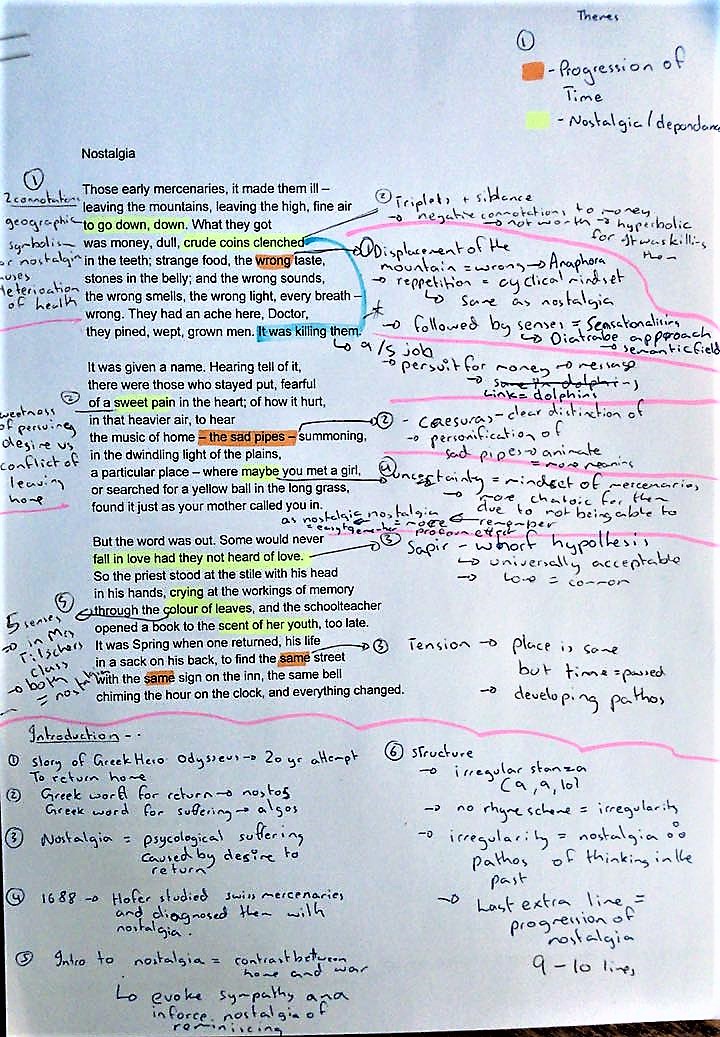 Themes
①
- Progression of
Time
- Nostalgia / dependanc
Nostalgia
Those early mercenaries, it made them ill –
leaving the mountains, leaving the high, fine air
to go down, down. What they got
was money, dull, crude coins clenched
in the teeth; strange food, the wrong taste,
stones in the belly; and the wrong sounds,
the wrong smells, the wrong light, every breath –
wrong. They had an ache here, Doctor,
they pined, wept, grown men. It was killing them.
It was given a name. Hearing tell of it,
there were those who stayed put, fearful
of a sweet pain in the heart; of how it hurt,
in that heavier air, to hear
the music of home – the sad pipes – summoning,
in the dwindling light of the plains,
a particular place – where maybe you met a girl,
or searched for a yellow ball in the long grass,
found it just as your mother called you in.
But the word was out. Some would never
fall in love had they not heard of love.
So the priest stood at the stile with his head
in his hands, crying at the workings of memory
through the colour of leaves, and the schoolteacher
opened a book to the scent of her youth, too late.
It was Spring when one returned, his life
in a sack on his back, to find the same street
with the same sign on the inn, the same bell
chiming the hour on the clock, and everything changed.
①
2 connotations
geographic
symbolism
or nostalgia
auses
deterioation
of health
②
weetness
of perusing
desire vs
conflict of
leaving
home
⑤
5 senses
→ in Mrs
Tilschers
class
→ both
= nost
② Triplets + sibilance
→ negative connotations to money
→ not worth → hyperbolic
for It was killing
them
① Displacement of the
mountain = wrong → Anaphora
→ reppetition = cyclical mindset
↳ Same as nostalgia
*
→ followed by senses = Sensationalising
↳ Diatrabe approach
→ semantic field
↳ a/s job
→ persuit for money → message
→ same in dolphi
Link = dolphins
② - caesuras - clear distinction of
→ personification of
sad pipes → animate
= more meaning
④ uncertainty = mindset of mercenaries
→ more chatoic for them
due to not being able to
remember
as nostalgia nostalgia
= more
profound effect
③ Sapir - whorf hypothesis
↳ universally acceptable
→ love = common
③ Tension → place is same
but time = passed
→ developing pathos
Introduction -
① Story of Greek Hero Odysseus → 20 yr attempt
To return home
② Greek word for return → nostos
Greek word for suffering → algos
③ Nostalgia = psycological suffering
caused by desire to
return
④ 1688 → Hofer studied swiss mercenaries
and diagnosed them with
nostalgia.
⑤ Intro to nostalgia = contrast between
home and war
↳ evoke sympathy and
inforce nostalgia of
reminiscing
⑥ structure
→ irregular stanza
(9, 9, 10)
→ no rhyme scheme = irregularity
→ irregularity = nostalgia
pathos of thinking in the
past
→ Last extra line =
progression of
nostalgia
9 - 10 lines